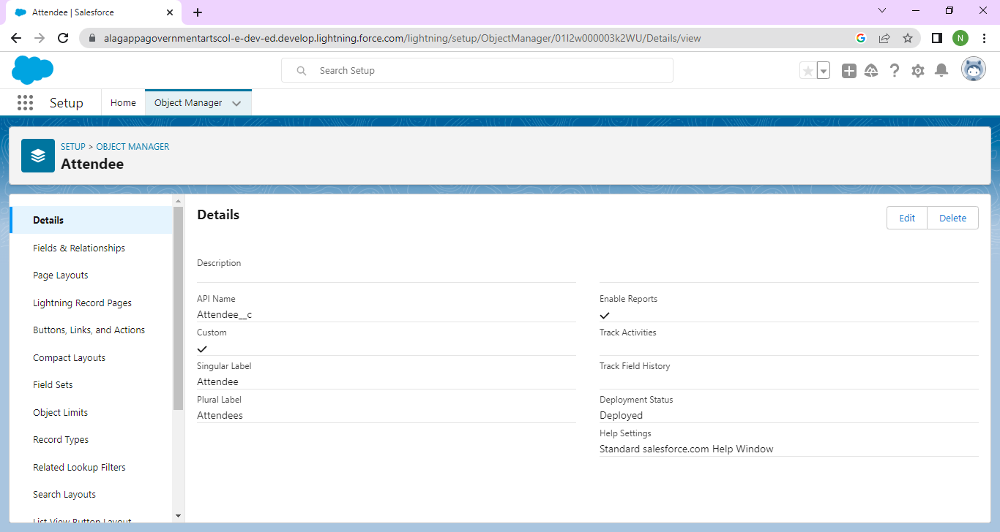 Attendee | Salesforce
alagappagovernmentartscol-e-dev-ed.develop.lightning.force.com/lightning/setup/ObjectManager/01I2w000003k2WU/Details/view
N
Search Setup
Setup
Home
Object Manager
SETUP > OBJECT MANAGER
Attendee
Details
Fields & Relationships
Page Layouts
Lightning Record Pages
Buttons, Links, and Actions
Compact Layouts
Field Sets
Object Limits
Record Types
Related Lookup Filters
Search Layouts
List View Button Layout
Details
Edit
Delete
Description
API Name
Attendee__c
Custom
Singular Label
Attendee
Plural Label
Attendees
Enable Reports
Track Activities
Track Field History
Deployment Status
Deployed
Help Settings
Standard salesforce.com Help Window